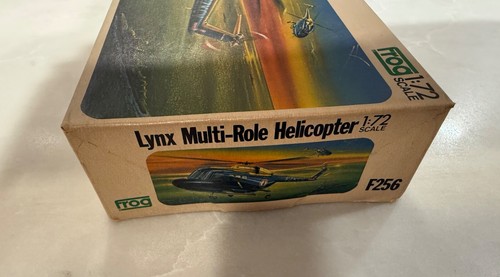 FROG
1:72
SCALE
Lynx Multi-Role Helicopter 1:72
SCALE
FROG
F256